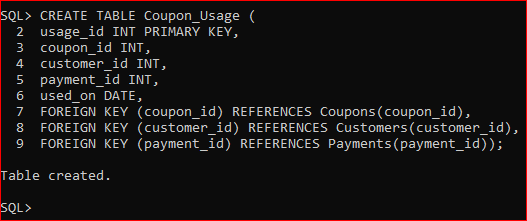 SQL> CREATE TABLE Coupon_Usage (
  2  usage_id INT PRIMARY KEY,
  3  coupon_id INT,
  4  customer_id INT,
  5  payment_id INT,
  6  used_on DATE,
  7  FOREIGN KEY (coupon_id) REFERENCES Coupons(coupon_id),
  8  FOREIGN KEY (customer_id) REFERENCES Customers(customer_id),
  9  FOREIGN KEY (payment_id) REFERENCES Payments(payment_id));
Table created.
SQL>